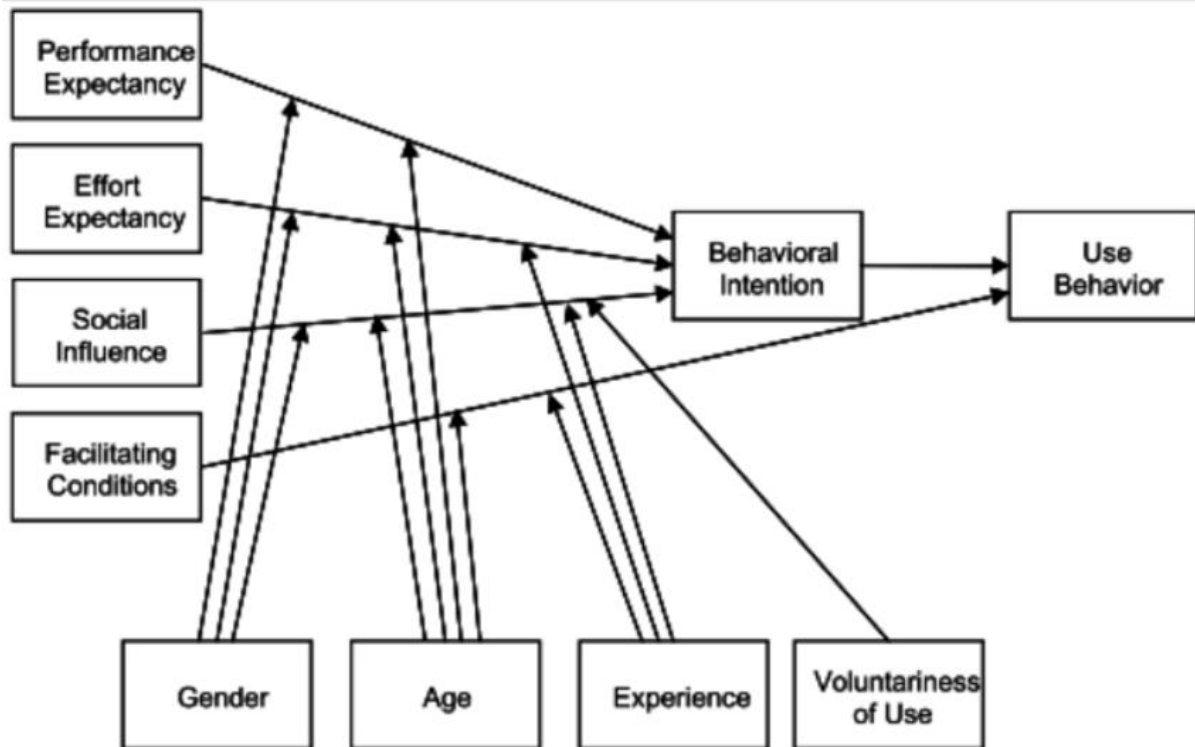 Performance
Expectancy
Effort
Expectancy
Social
Influence
Facilitating
Conditions
Behavioral
Intention
Use
Behavior
Gender
Age
Experience
Voluntariness
of Use